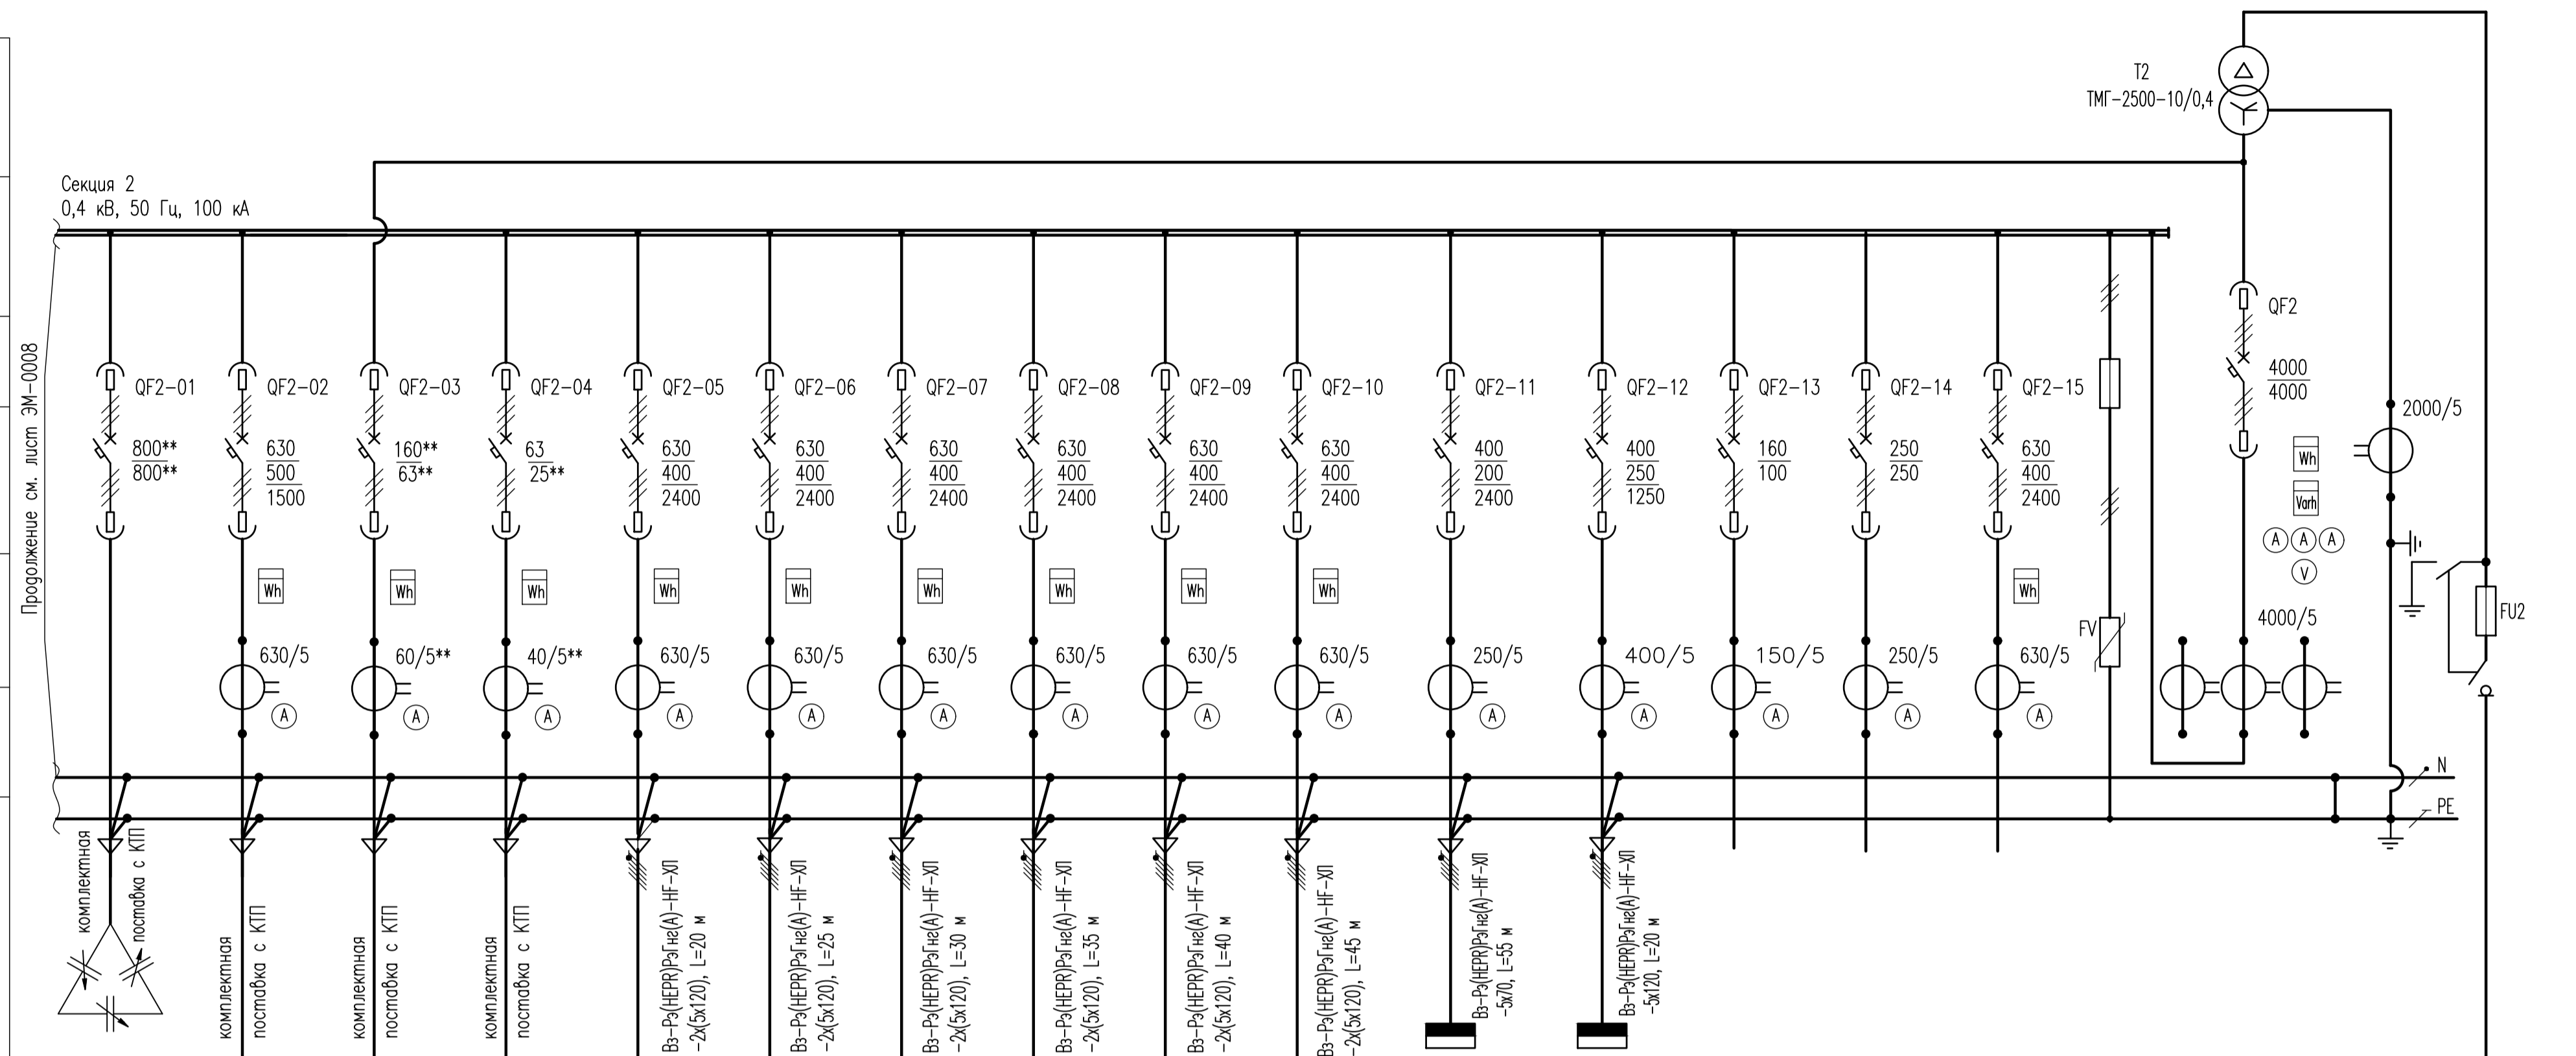 Т2
ТМГ-2500-10/0,4
Секция 2
0,4 кВ, 50 Гц, 100 кА
Продолжение см. лист ЭМ-0008
QF2
4000
4000
Wh
Varh
A A A
V
4000/5
2000/5
FU2
QF2-01
800**
800**
QF2-02
630
500
1500
Wh
630/5
A
QF2-03
160**
63**
Wh
60/5**
A
QF2-04
63
25**
Wh
40/5**
A
QF2-05
630
400
2400
Wh
630/5
A
QF2-06
630
400
2400
Wh
630/5
A
QF2-07
630
400
2400
Wh
630/5
A
QF2-08
630
400
2400
Wh
630/5
A
QF2-09
630
400
2400
Wh
630/5
A
QF2-10
630
400
2400
Wh
630/5
A
QF2-11
400
200
2400
250/5
A
QF2-12
400
250
1250
400/5
A
QF2-13
160
100
150/5
A
QF2-14
250
250
250/5
A
QF2-15
630
400
2400
Wh
630/5
A
FV
N
PE
комплектная
поставка с КТП
комплектная
поставка с КТП
комплектная
поставка с КТП
комплектная
поставка с КТП
Вз-Рэ(HEPR)РэГнг(А)-HF-ХЛ
-2х(5х120), L=20 м
Вз-Рэ(HEPR)РэГнг(А)-HF-ХЛ
-2х(5х120), L=25 м
Вз-Рэ(HEPR)РэГнг(А)-HF-ХЛ
-2х(5х120), L=30 м
Вз-Рэ(HEPR)РэГнг(А)-HF-ХЛ
-2х(5х120), L=35 м
Вз-Рэ(HEPR)РэГнг(А)-HF-ХЛ
-2х(5х120), L=40 м
Вз-Рэ(HEPR)РэГнг(А)-HF-ХЛ
-2х(5х120), L=45 м
Вз-Рэ(HEPR)РэГнг(А)-HF-ХЛ
-5х70, L=55 м
Вз-Рэ(HEPR)РэГнг(А)-HF-ХЛ
-5х120, L=20 м